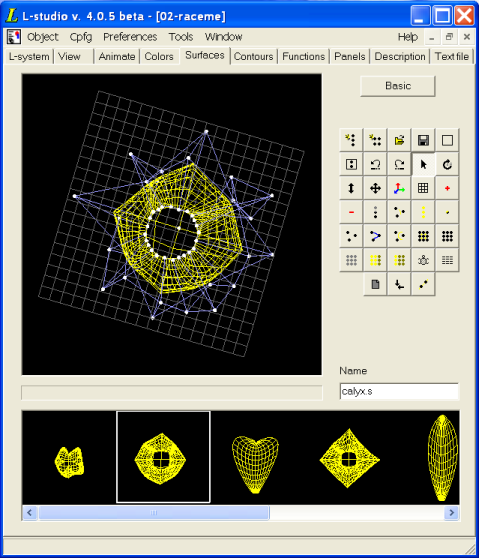 L-studio v. 4.0.5 beta - [02-raceme]
Object Cpfg Preferences Tools Window Help
L-system View Animate Colors Surfaces Contours Functions Panels Description Text file
Basic
Name
calyx.s